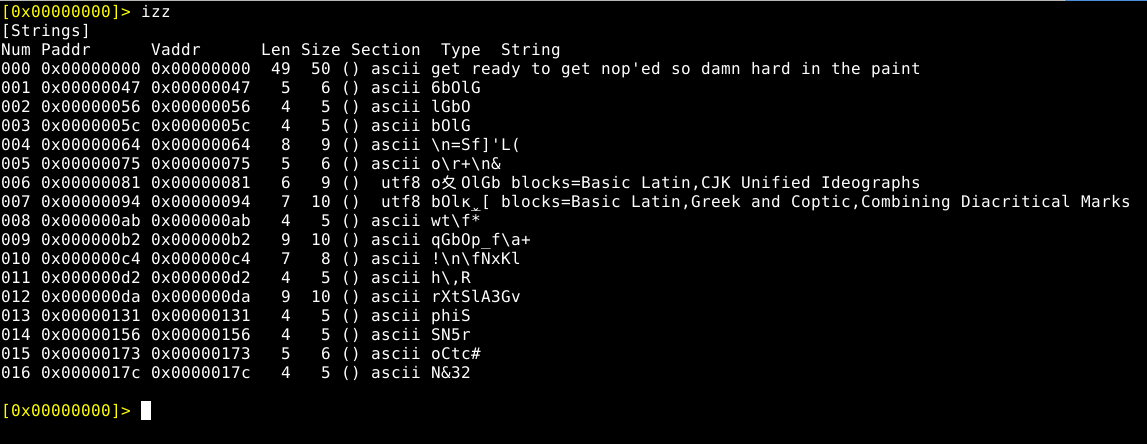 [0x00000000]> izz
[Strings]
Num Paddr      Vaddr      Len Size Section  Type  String
000 0x00000000 0x00000000  49  50 () ascii get ready to get nop'ed so damn hard in the paint
001 0x00000047 0x00000047   5   6 () ascii 6bOlG
002 0x00000056 0x00000056   4   5 () ascii lGbO
003 0x0000005c 0x0000005c   4   5 () ascii bOlG
004 0x00000064 0x00000064   8   9 () ascii \n=Sf]'L(
005 0x00000075 0x00000075   5   6 () ascii o\r+\n&
006 0x00000081 0x00000081   6   9 ()  utf8 o攵OlGb blocks=Basic Latin,CJK Unified Ideographs
007 0x00000094 0x00000094   7  10 ()  utf8 bOlκ ̬[ blocks=Basic Latin,Greek and Coptic,Combining Diacritical Marks
008 0x000000ab 0x000000ab   4   5 () ascii wt\f*
009 0x000000b2 0x000000b2   9  10 () ascii qGbOp_f\a+
010 0x000000c4 0x000000c4   7   8 () ascii !\n\fNxKl
011 0x000000d2 0x000000d2   4   5 () ascii h\,R
012 0x000000da 0x000000da   9  10 () ascii rXtSlA3Gv
013 0x00000131 0x00000131   4   5 () ascii phiS
014 0x00000156 0x00000156   4   5 () ascii SN5r
015 0x00000173 0x00000173   5   6 () ascii oCtc#
016 0x0000017c 0x0000017c   4   5 () ascii N&32
[0x00000000]>